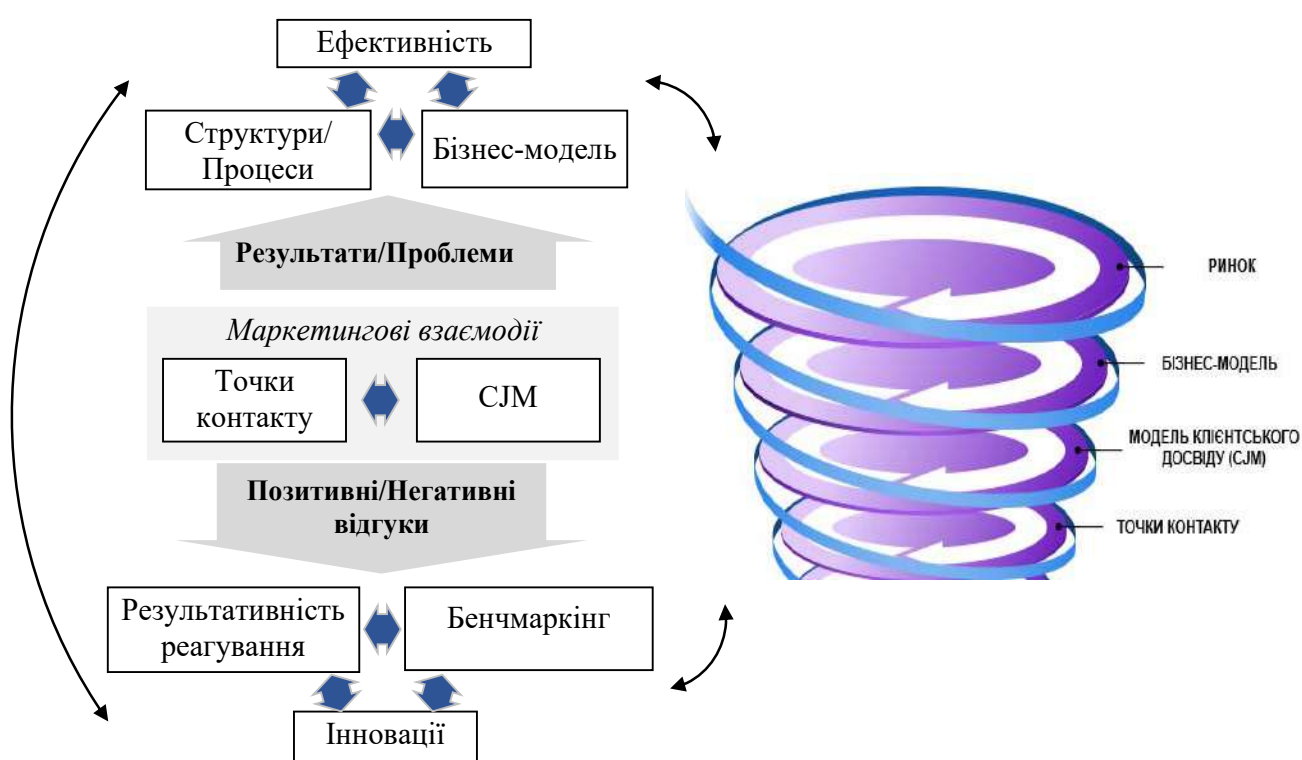 Ефективність
Структури/
Процеси
Бізнес-модель
Результати/Проблеми
Маркетингові взаємодії
Точки
контакту
CJM
Позитивні/Негативні
відгуки
Результативність
реагування
Бенчмаркінг
Інновації
РИНОК
БІЗНЕС-МОДЕЛЬ
МОДЕЛЬ КЛІЄНТСЬКОГО
ДОСВІДУ (CJM)
ТОЧКИ КОНТАКТУ